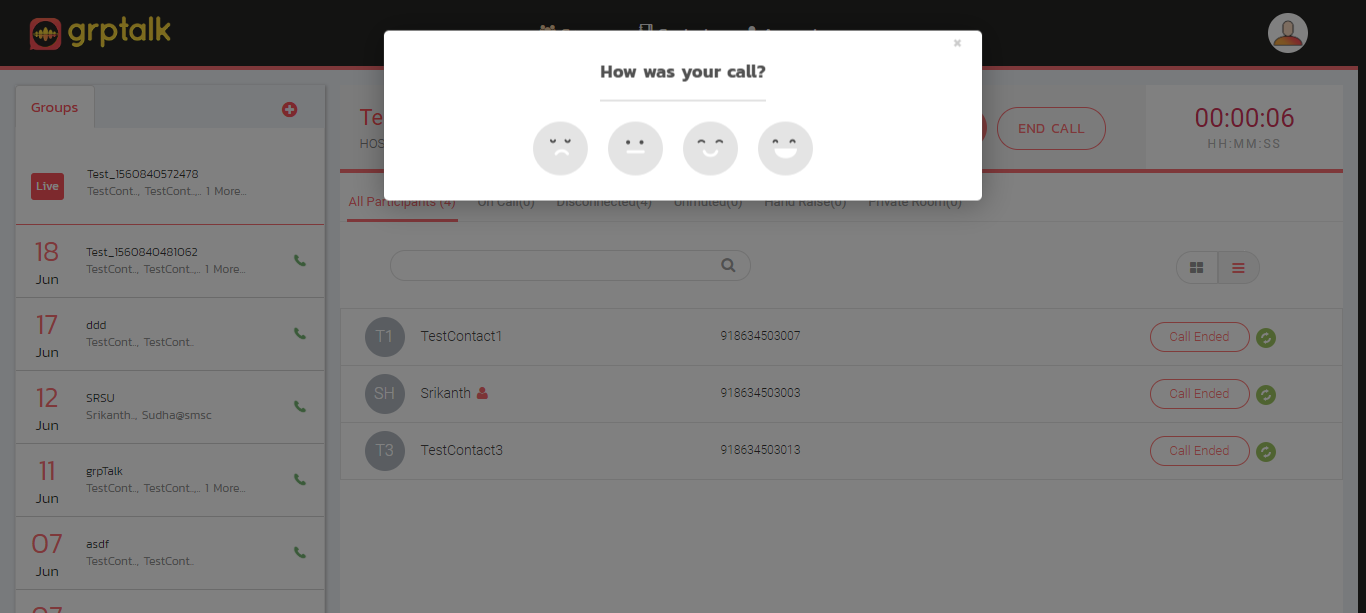 grptalk
How was your call?
Groups
Te
END CALL
00:00:06
HOS
HH:MM:SS
Live
Test_1560840572478
TestCont.., TestCont.,.. 1 More...
All Participants (4)
On Call(0)
Disconnected(4)
Unmuted(0)
Hand Raise(0)
Private Room(0)
18
Jun
Test_1560840481062
TestCont.., TestCont.,.. 1 More...
17
Jun
ddd
TestCont.., TestCont..
12
Jun
SRSU
Srikanth.., Sudha@smsc
11
Jun
grpTalk
TestCont.., TestCont.,.. 1 More...
07
Jun
asdf
TestCont.., TestCont..
07
T1
TestContact1
918634503007
Call Ended
SH
Srikanth
918634503003
Call Ended
T3
TestContact3
918634503013
Call Ended